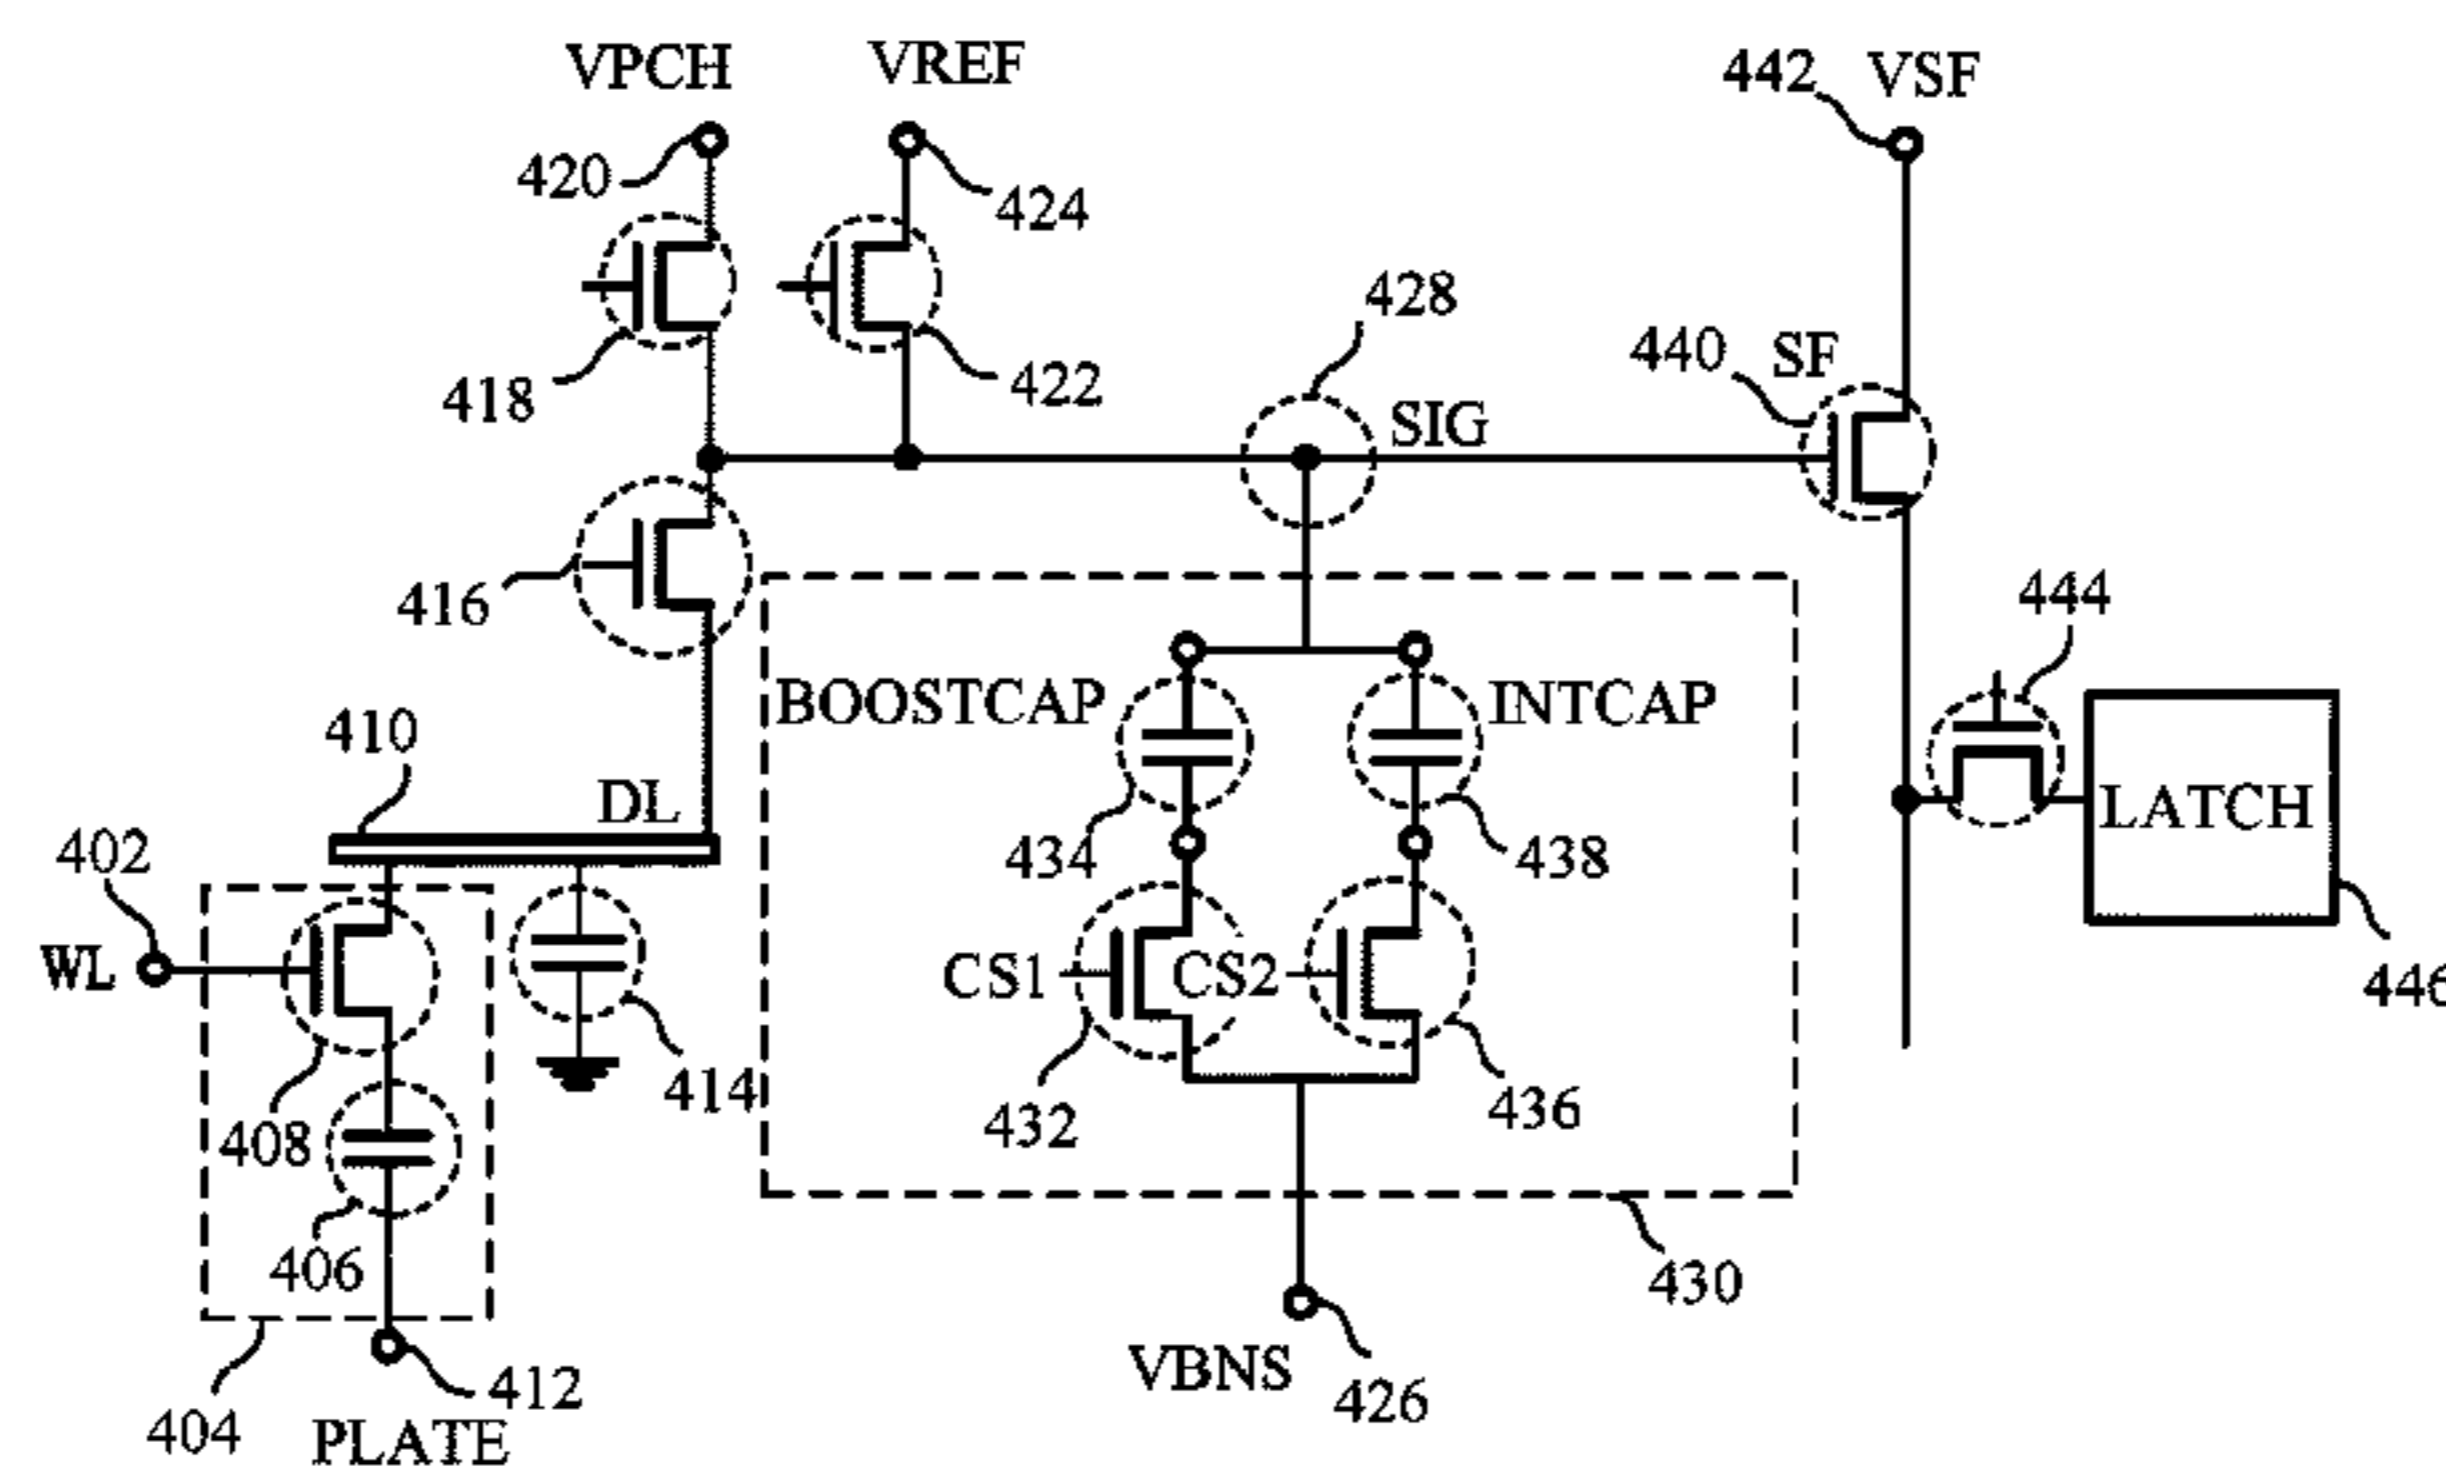 VPCH VREF 442 VSF
420 424
428
440 SF
418 422 SIG
416 444
410 BOOSTCAP INTCAP
DL LATCH
402 434 438
WL CS1 CS2 446
414
408 432 436
406 430
412 VBNS 426
404 PLATE